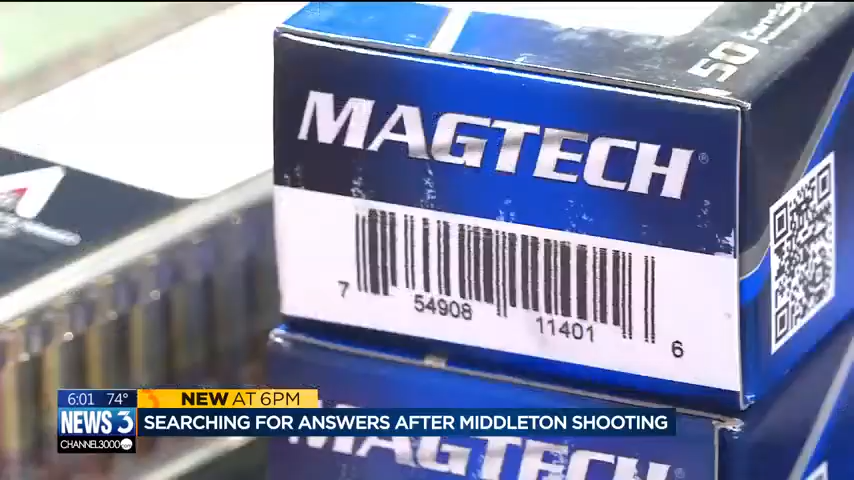 50
MAGTECH®
7 54908 11401 6
6:01 74°
NEW AT 6PM
NEWS 3
SEARCHING FOR ANSWERS AFTER MIDDLETON SHOOTING
CHANNEL3000
MAGTECH